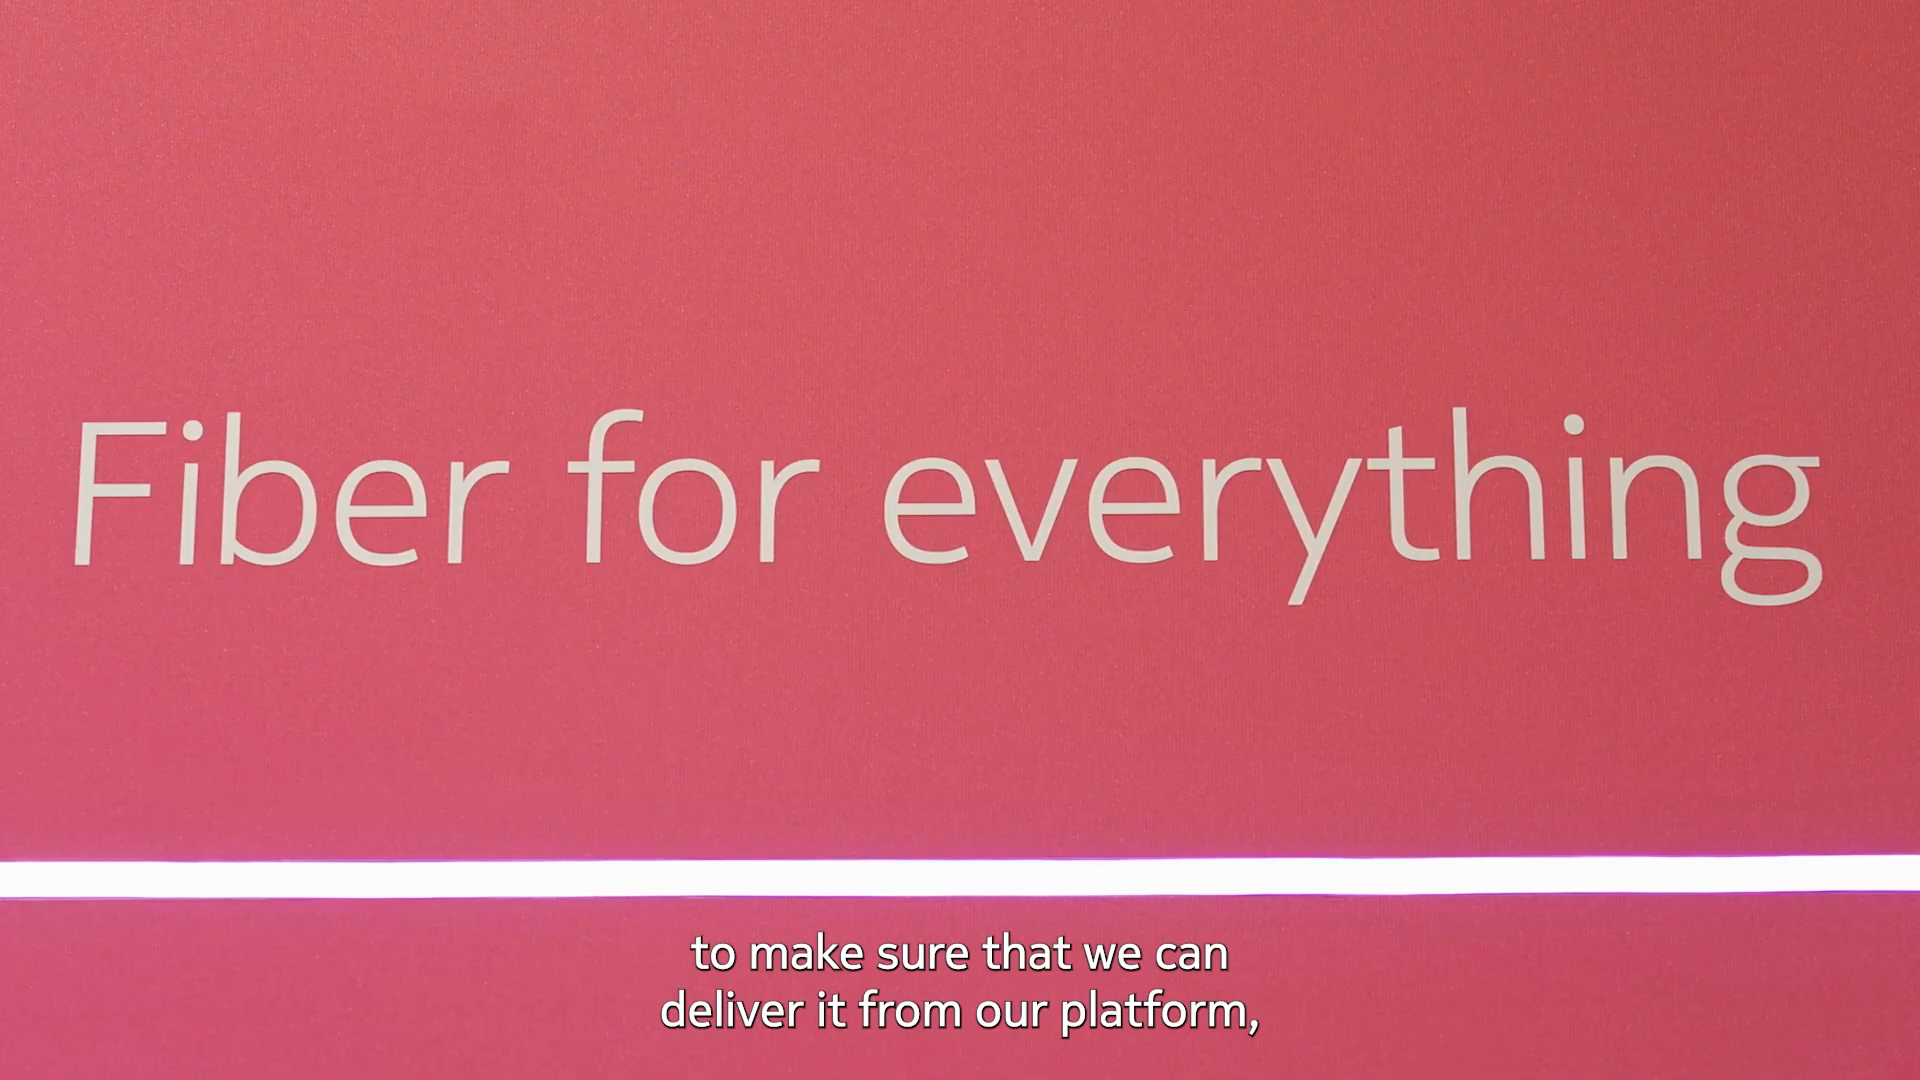 Fiber for everything
to make sure that we can
deliver it from our platform,